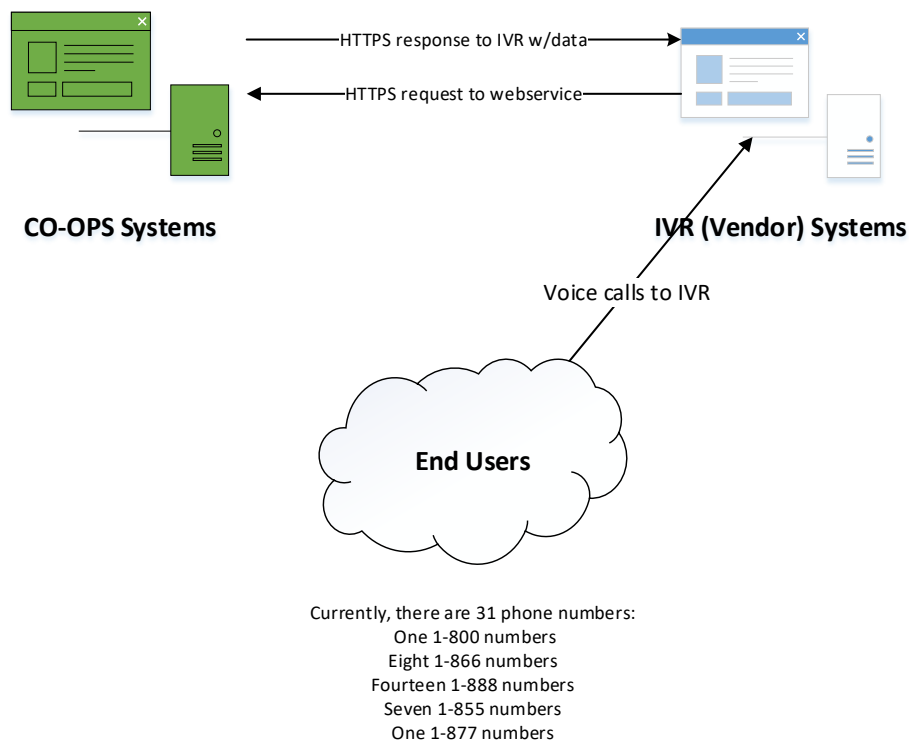 HTTPS response to IVR w/data
HTTPS request to webservice
CO-OPS Systems
IVR (Vendor) Systems
Voice calls to IVR
End Users
Currently, there are 31 phone numbers:
One 1-800 numbers
Eight 1-866 numbers
Fourteen 1-888 numbers
Seven 1-855 numbers
One 1-877 numbers